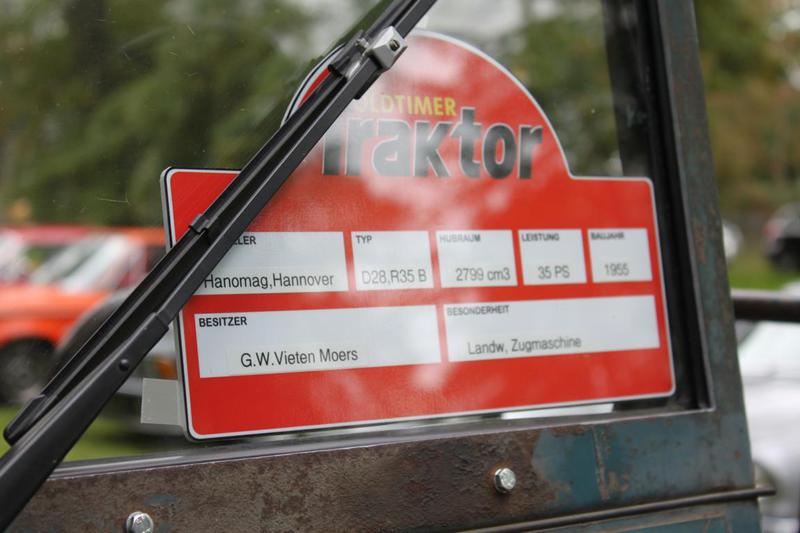 OLDTIMER
Traktor
LLER
Hanomag,Hannover
TYP
D28,R35 B
HUBRAUM
2799 cm3
LEISTUNG
35 PS
BAUJAHR
1955
BESITZER
G.W.Vieten Moers
BESONDERHEIT
Landw, Zugmaschine